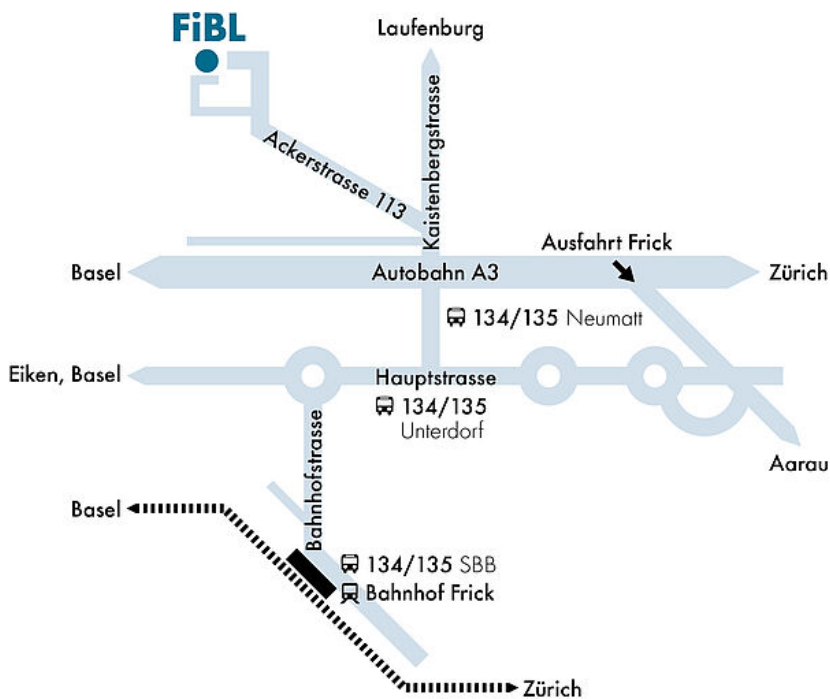 FiBL
Laufenburg
Kaistenbergstrasse
Ackerstrasse 113
Ausfahrt Frick
Basel
Autobahn A3
Zürich
134/135 Neumatt
Eiken, Basel
Hauptstrasse
134/135
Unterdorf
Bahnhofstrasse
Aarau
Basel
134/135 SBB
Bahnhof Frick
Zürich